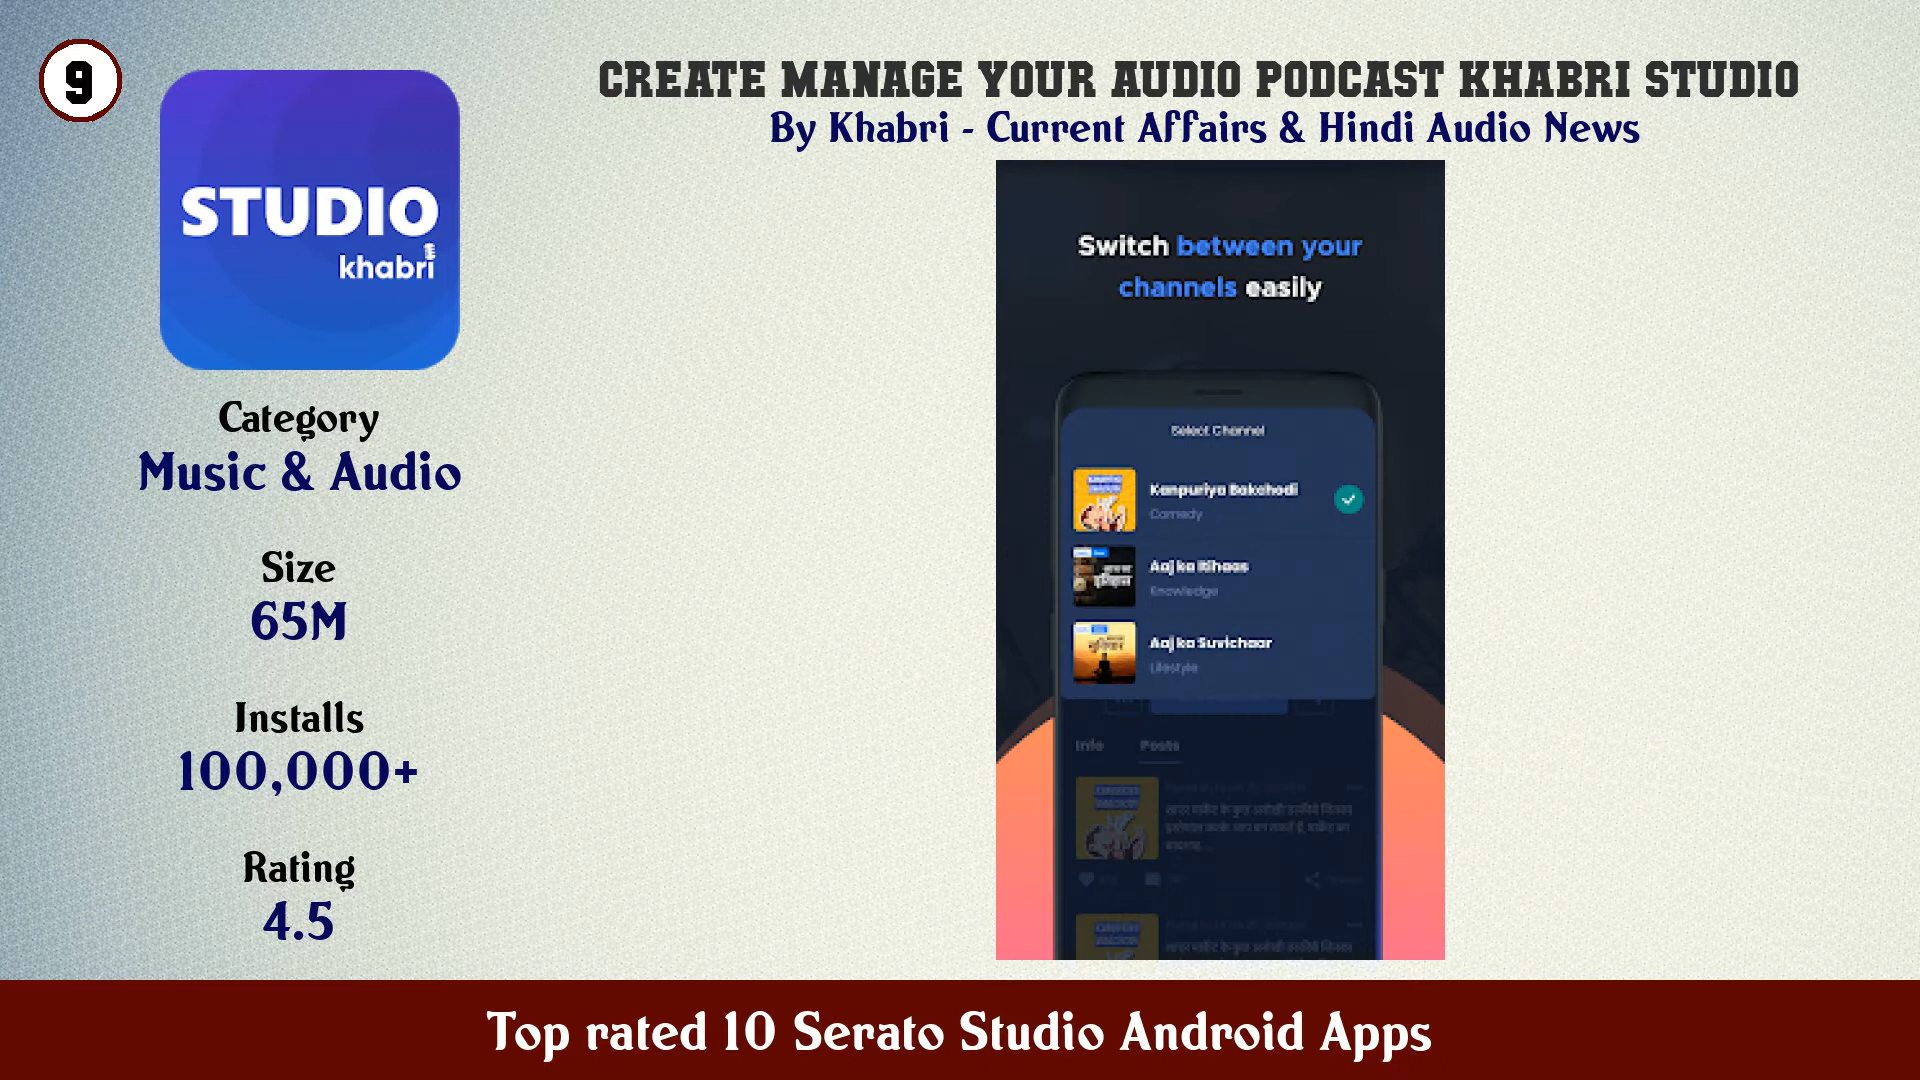 9
STUDIO
khabri
CREATE MANAGE YOUR AUDIO PODCAST KHABRI STUDIO
By Khabri - Current Affairs & Hindi Audio News
Category
Music & Audio
Size
65M
Installs
100,000+
Rating
4.5
Switch between your
channels easily
Select Channel
Kanpuriya Bakchodi
Comedy
Aaj ka Itihaas
Knowledge
Aaj ka Suvichaar
Lifestyle
Info Posts
Top rated 10 Serato Studio Android Apps